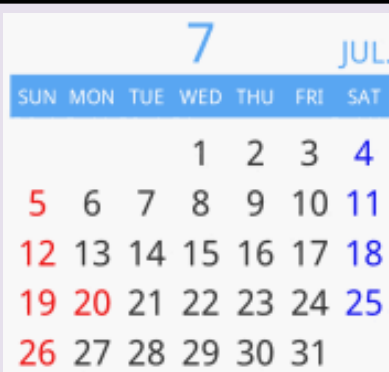 7 JUL.
SUN MON TUE WED THU FRI SAT
1 2 3 4
5 6 7 8 9 10 11
12 13 14 15 16 17 18
19 20 21 22 23 24 25
26 27 28 29 30 31